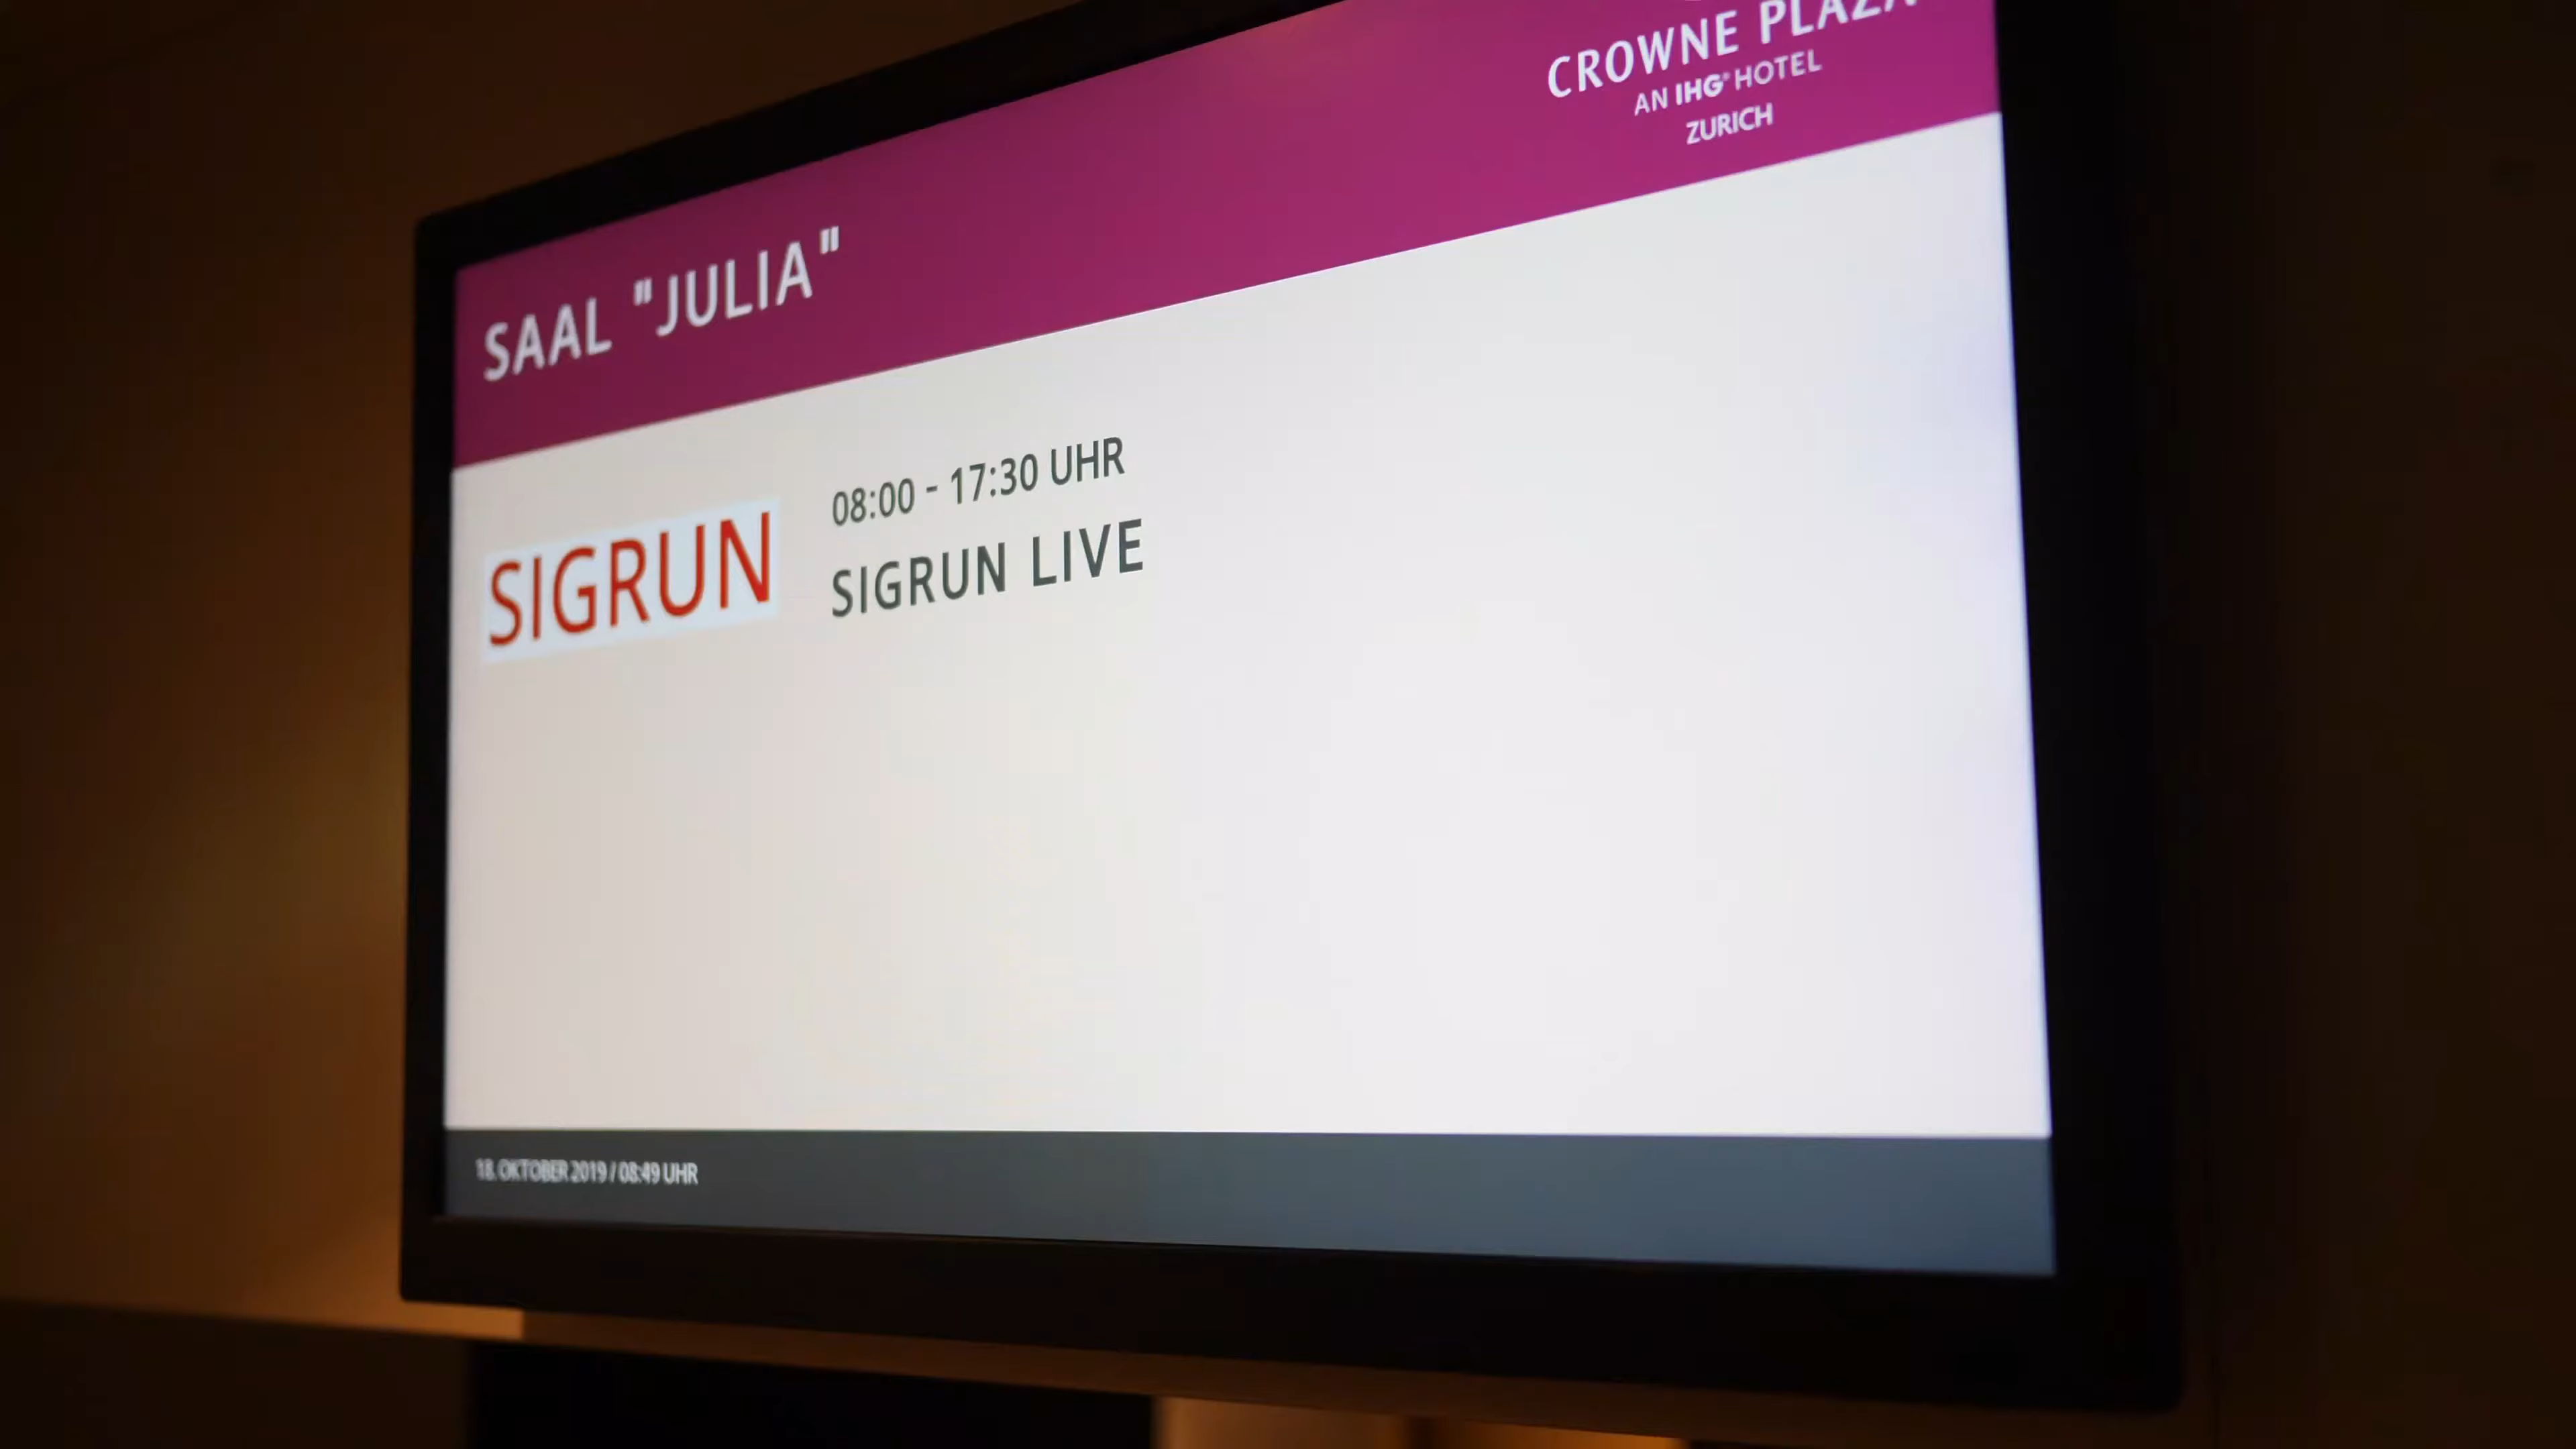 CROWNE PLAZA
AN IHG® HOTEL
ZURICH
SAAL "JULIA"
SIGRUN
08:00 - 17:30 UHR
SIGRUN LIVE
18. OKTOBER 2019 / 08:49 UHR